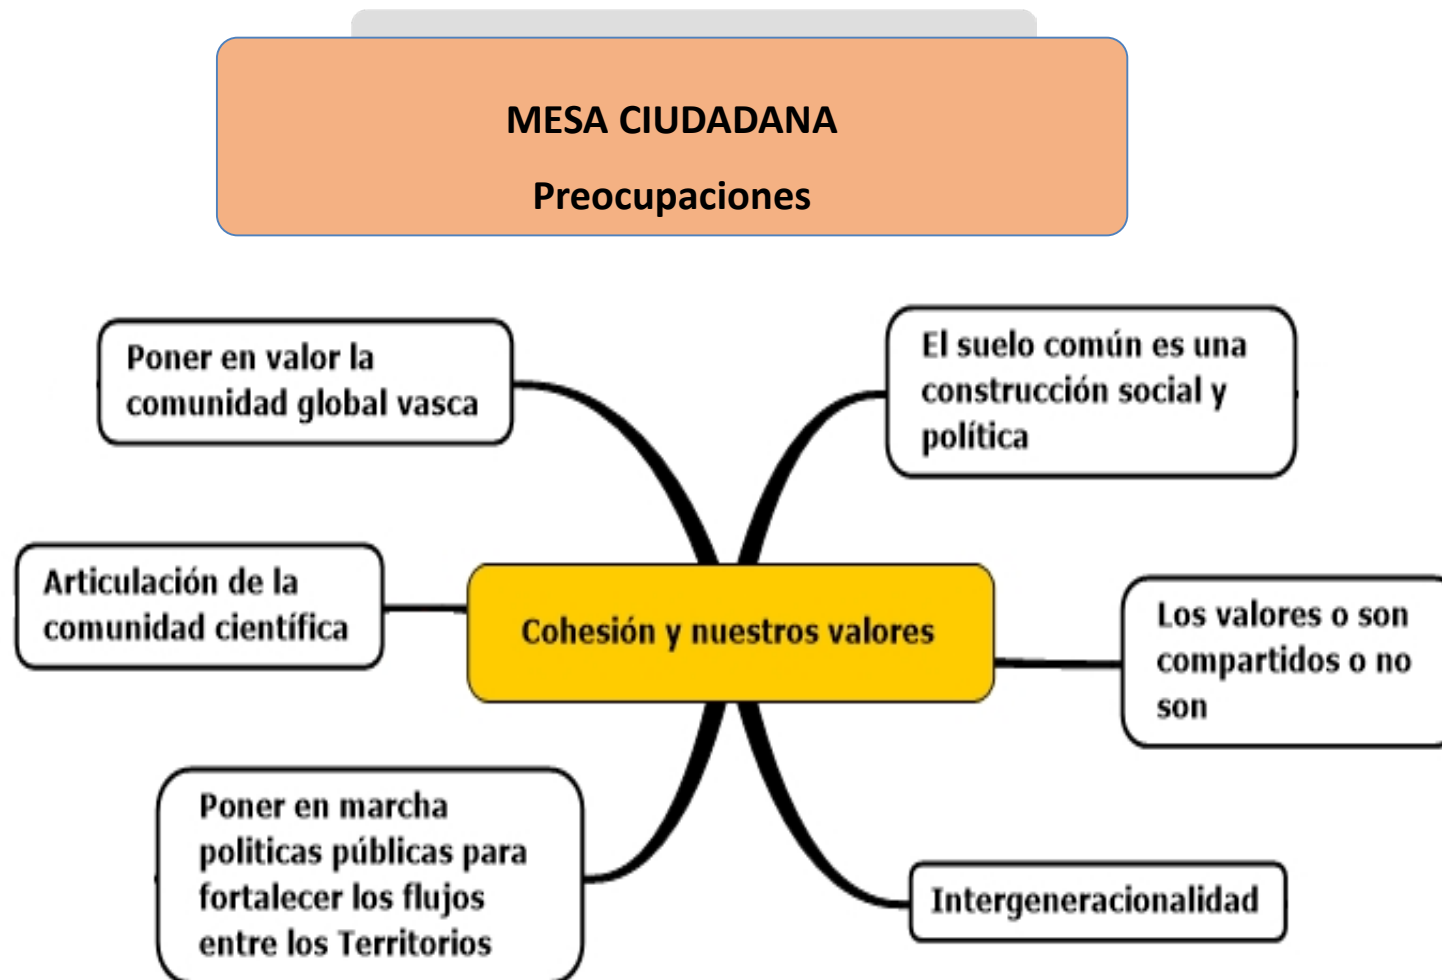 MESA CIUDADANA
Preocupaciones
Poner en valor la
comunidad global vasca
El suelo común es una
construcción social y
política
Articulación de la
comunidad científica
Cohesión y nuestros valores
Los valores o son
compartidos o no
son
Poner en marcha
politicas públicas para
fortalecer los flujos
entre los Territorios
Intergeneracionalidad